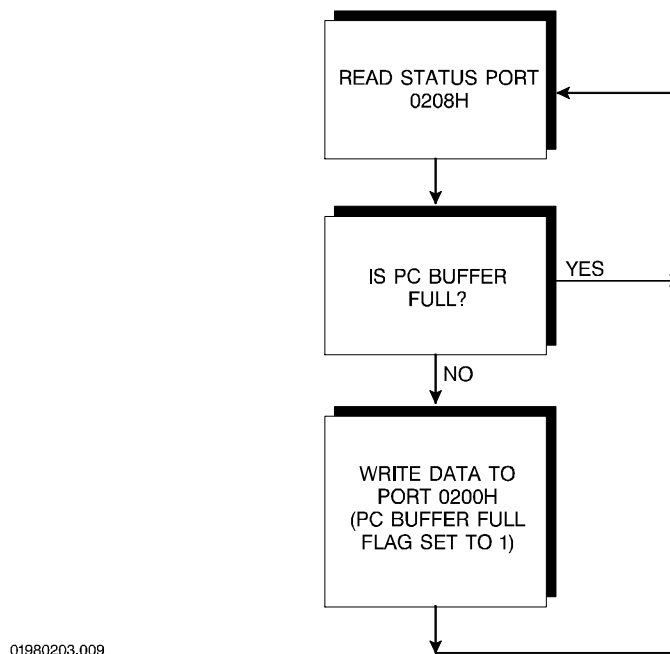 READ STATUS PORT
0208H
IS PC BUFFER
FULL?
YES
NO
WRITE DATA TO
PORT 0200H
(PC BUFFER FULL
FLAG SET TO 1)
01980203.009